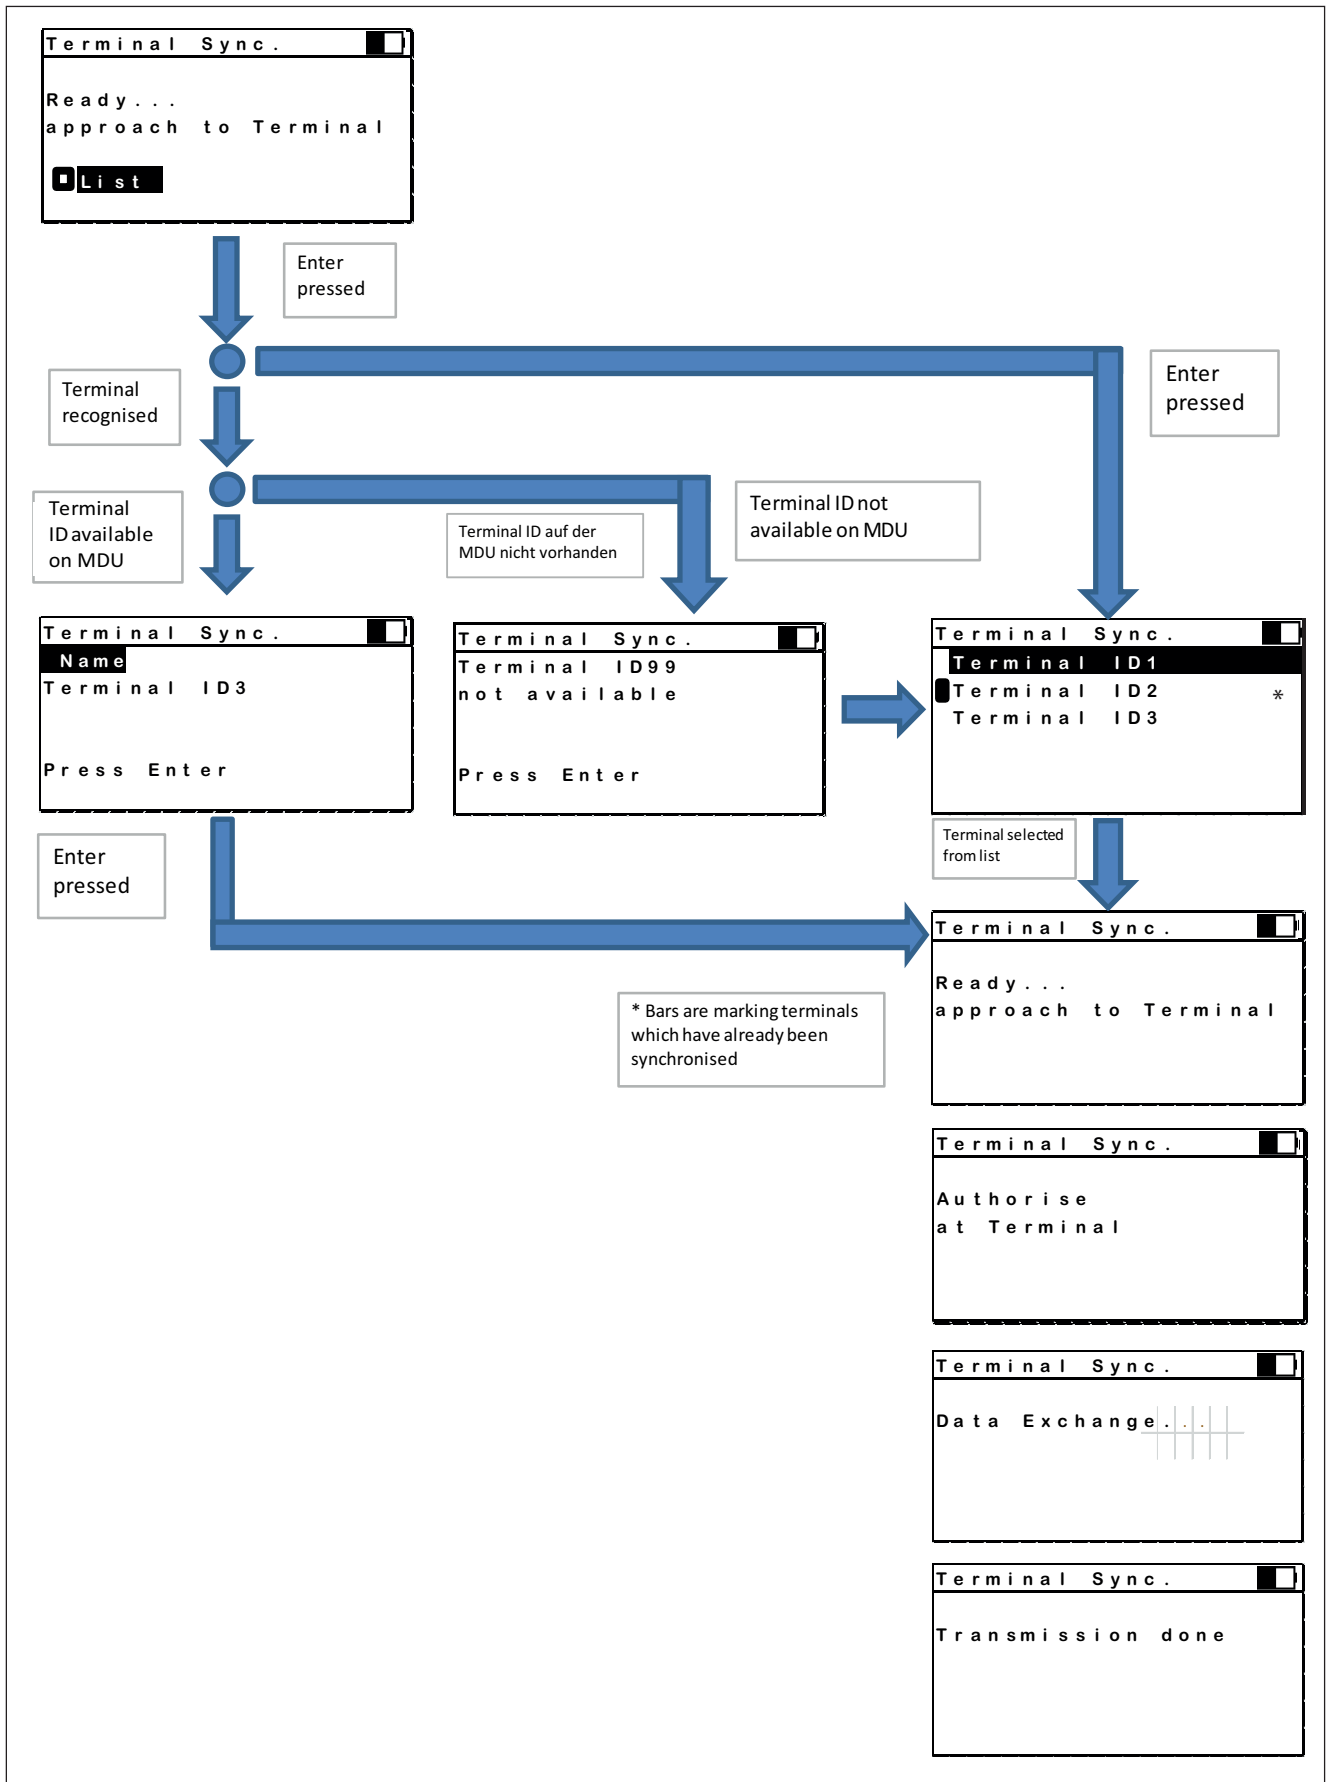 Terminal Sync.
Ready...
approach to Terminal
List
Enter
pressed
Terminal
recognised
Enter
pressed
Terminal
ID available
on MDU
Terminal ID auf der
MDU nicht vorhanden
Terminal ID not
available on MDU
Terminal Sync.
Name
Terminal ID3
Press Enter
Terminal Sync.
Terminal ID99
not available
Press Enter
Terminal Sync.
Terminal ID1
Terminal ID2 *
Terminal ID3
Enter
pressed
Terminal selected
from list
Terminal Sync.
Ready...
approach to Terminal
* Bars are marking terminals
which have already been
synchronised
Terminal Sync.
Authorise
at Terminal
Terminal Sync.
Data Exchange...
Terminal Sync.
Transmission done